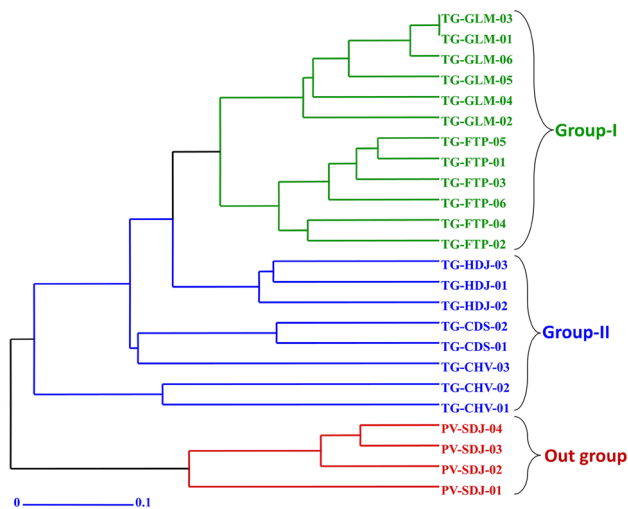 TG-GLM-03
TG-GLM-01
TG-GLM-06
TG-GLM-05
TG-GLM-04
TG-GLM-02
TG-FTP-05
Group-I
TG-FTP-01
TG-FTP-03
TG-FTP-06
TG-FTP-04
TG-FTP-02
TG-HDJ-03
TG-HDJ-01
TG-HDJ-02
TG-CDS-02
Group-II
TG-CDS-01
TG-CHV-03
TG-CHV-02
TG-CHV-01
PV-SDJ-04
PV-SDJ-03
Out group
PV-SDJ-02
PV-SDJ-01
0 0.1